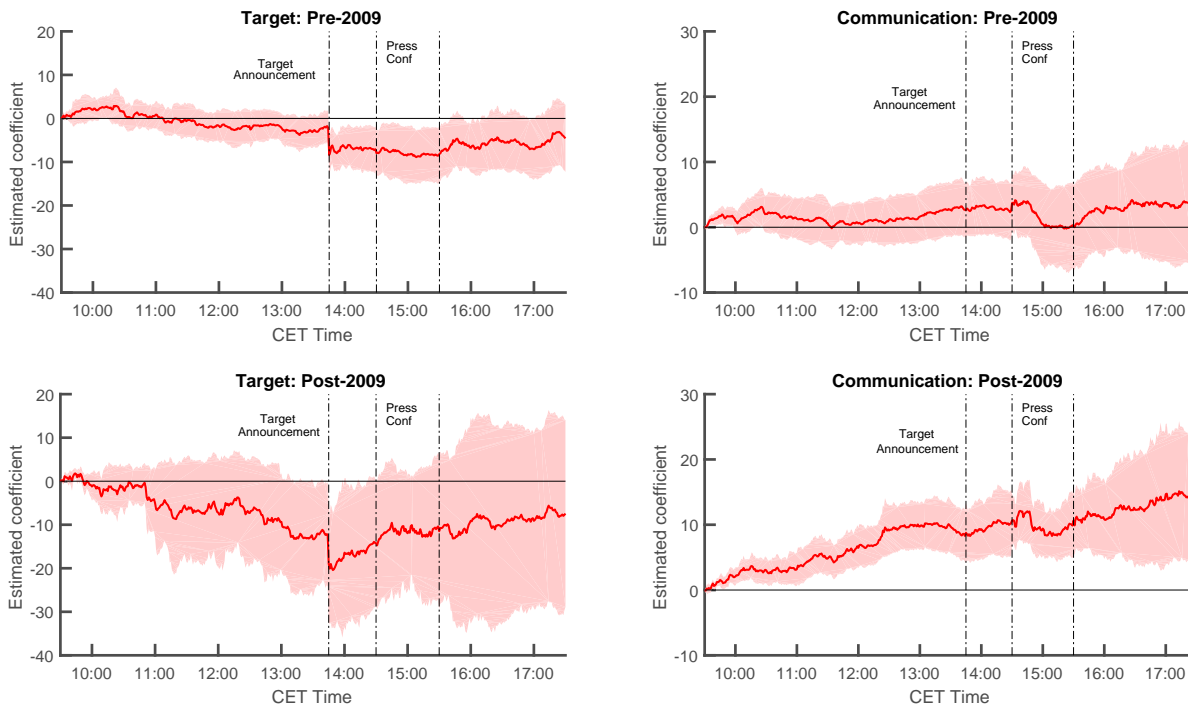 Target: Pre-2009
20
10
0
-10
-20
-30
-40
Estimated coefficient
Target
Announcement
Press
Conf
10:00 11:00 12:00 13:00 14:00 15:00 16:00 17:00
CET Time
Communication: Pre-2009
30
20
10
0
-10
Estimated coefficient
Target
Announcement
Press
Conf
10:00 11:00 12:00 13:00 14:00 15:00 16:00 17:00
CET Time
Target: Post-2009
20
10
0
-10
-20
-30
-40
Estimated coefficient
Target
Announcement
Press
Conf
10:00 11:00 12:00 13:00 14:00 15:00 16:00 17:00
CET Time
Communication: Post-2009
30
20
10
0
-10
Estimated coefficient
Target
Announcement
Press
Conf
10:00 11:00 12:00 13:00 14:00 15:00 16:00 17:00
CET Time